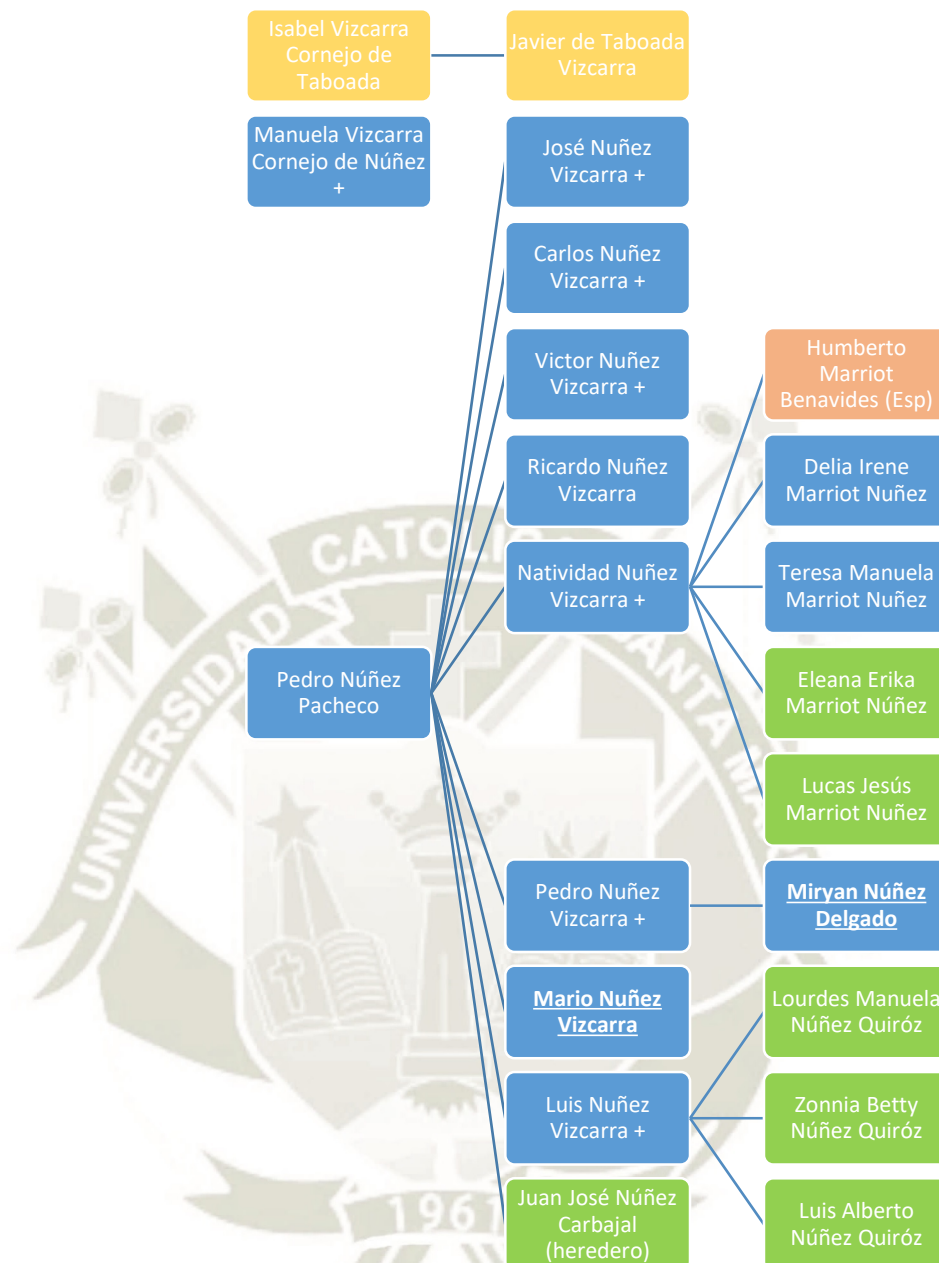 Isabel Vizcarra
Cornejo de
Taboada
Javier de Taboada
Vizcarra
Manuela Vizcarra
Cornejo de Núñez
+
José Nuñez
Vizcarra +
Carlos Nuñez
Vizcarra +
Victor Nuñez
Vizcarra +
Humberto
Marriot
Benavides (Esp)
Ricardo Nuñez
Vizcarra
Delia Irene
Marriot Nuñez
Natividad Nuñez
Vizcarra +
Teresa Manuela
Marriot Nuñez
Pedro Núñez
Pacheco
Eleana Erika
Marriot Núñez
Lucas Jesús
Marriot Nuñez
Pedro Nuñez
Vizcarra +
Miryan Núñez
Delgado
Mario Nuñez
Vizcarra
Lourdes Manuela
Núñez Quiróz
Luis Nuñez
Vizcarra +
Zonnia Betty
Núñez Quiróz
Juan José Núñez
Carbajal
(heredero)
Luis Alberto
Núñez Quiróz
UNIVERSIDAD CATOLICA
SANTA
1961